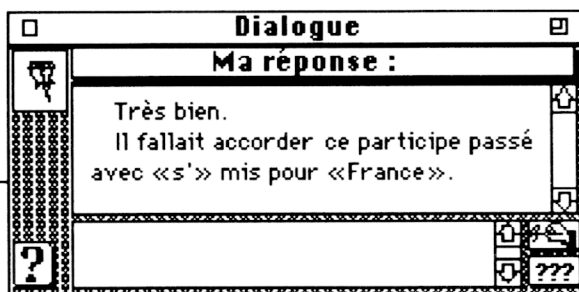 Dialogue
Ma réponse :
Très bien.
Il fallait accorder ce participe passé
avec «s'» mis pour «France».
?
???